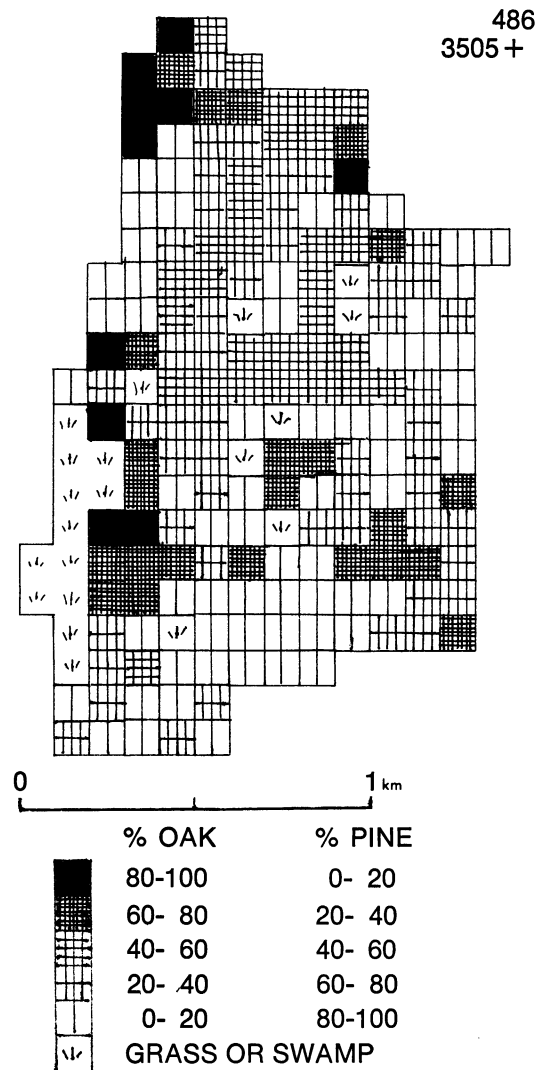 486
3505 +
0 1 km
% OAK % PINE
80-100 0- 20
60- 80 20- 40
40- 60 40- 60
20- 40 60- 80
0- 20 80-100
GRASS OR SWAMP